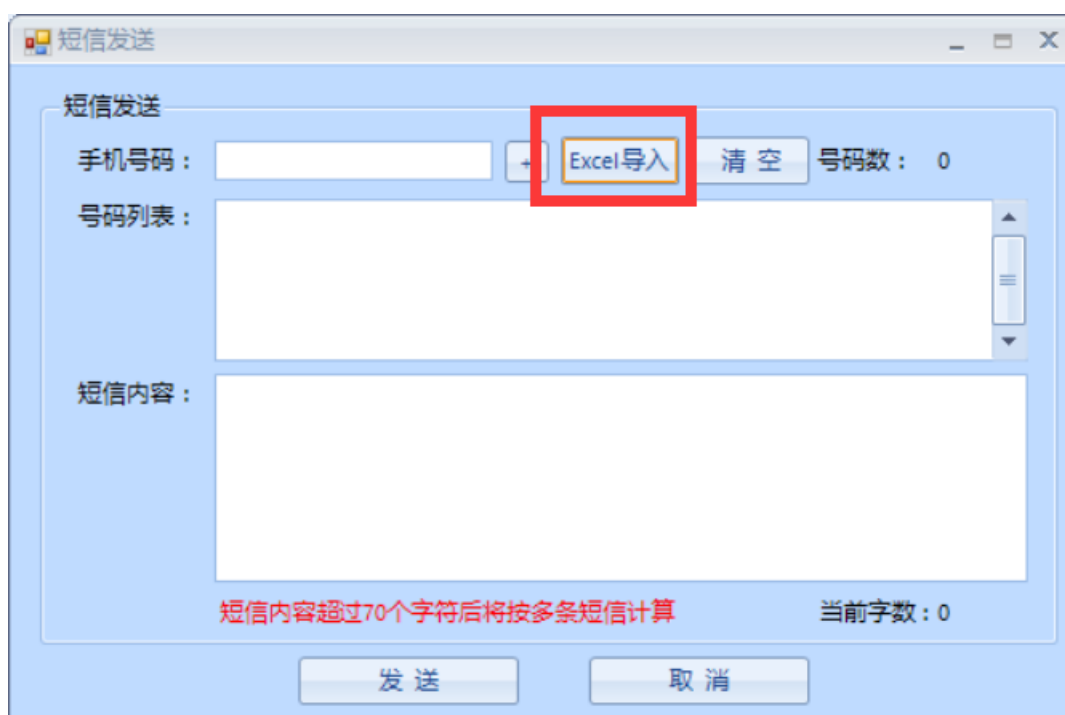 短信发送
短信发送
手机号码： + Excel导入 清 空 号码数： 0
号码列表：
短信内容：
短信内容超过70个字符后将按多条短信计算 当前字数：0
发 送 取 消